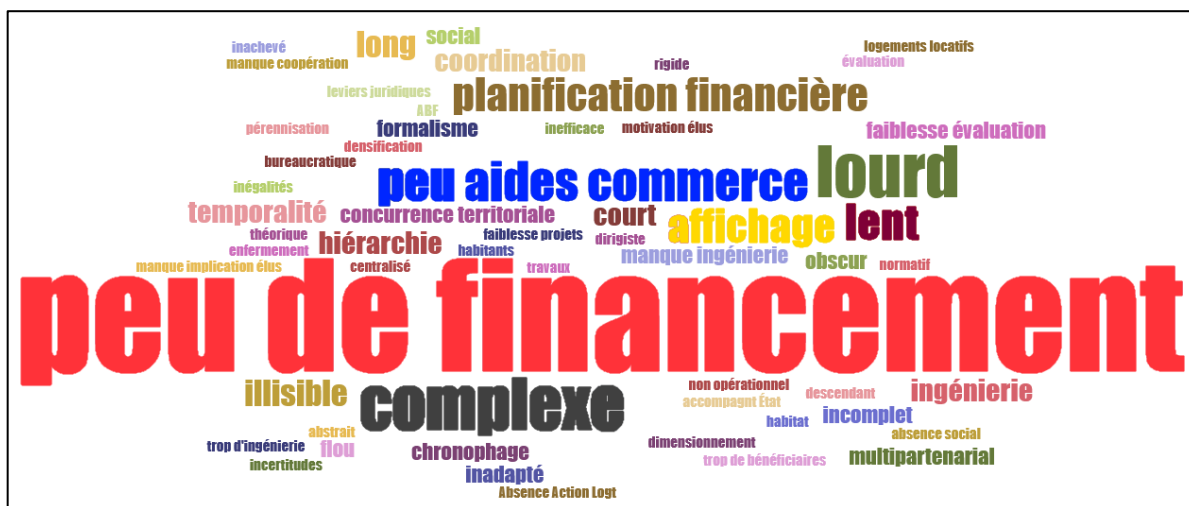 inachevé
long
social
logements locatifs
manque coopération
coordination
rigide
évaluation
leviers juridiques
planification financière
ABF
pérennisation
formalisme
inefficace
motivation élus
faiblesse évaluation
densification
bureaucratique
peu aides commerce
lourd
inégalités
temporalité
concurrence territoriale
court
affichage
lent
théorique
hiérarchie
faiblesse projets
dirigiste
enfermement
habitants
manque ingénierie
obscur
normatif
manque implication élus
centralisé
travaux
peu de financement
illisible
complexe
non opérationnel
descendant
ingénierie
accompagnt État
habitat
incomplet
abstrait
absence social
trop d'ingénierie
flou
chronophage
dimensionnement
multipartenarial
incertitudes
inadapté
trop de bénéficiaires
Absence Action Logt